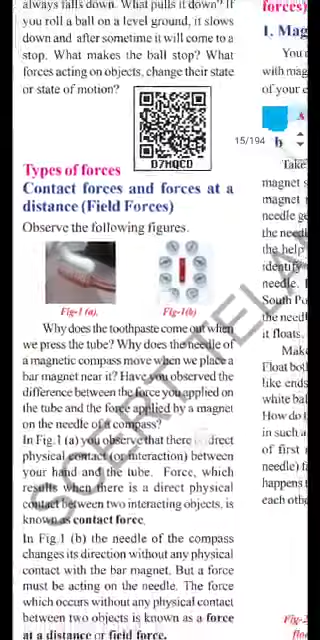 always falls down. What pulls it down? If
you roll a ball on a level ground, it slows
down and after sometime it will come to a
stop. What makes the ball stop? What
forces acting on objects, change their state
or state of motion?
D7MQCD
Types of forces
Contact forces and forces at a
distance (Field Forces)
Observe the following figures.
Fig-1 (a).
Fig-1(b)
Why does the toothpaste come out when
we press the tube? Why does the needle of
a magnetic compass move when we place a
bar magnet near it? Have you observed the
difference between the force you applied on
the tube and the force applied by a magnet
on the needle of a compass?
In Fig.1 (a) you observe that there is direct
physical contact (or interaction) between
your hand and the tube. Force, which
results when there is a direct physical
contact between two interacting objects, is
known as contact force.
In Fig.1 (b) the needle of the compass
changes its direction without any physical
contact with the bar magnet. But a force
must be acting on the needle. The force
which occurs without any physical contact
between two objects is known as a force
at a distance or field force.
SCERT TELA
forces)
1. Mag
You
with mag
of your e
15/194
b
Take
magnet
magnet
needle ge
the needl
the help
identify
needle.
South Po
the needl
it floats.
Make
Float bot
like ends
white bal
How do
in such a
of first
needle) fa
happens
each othe
Fig-2